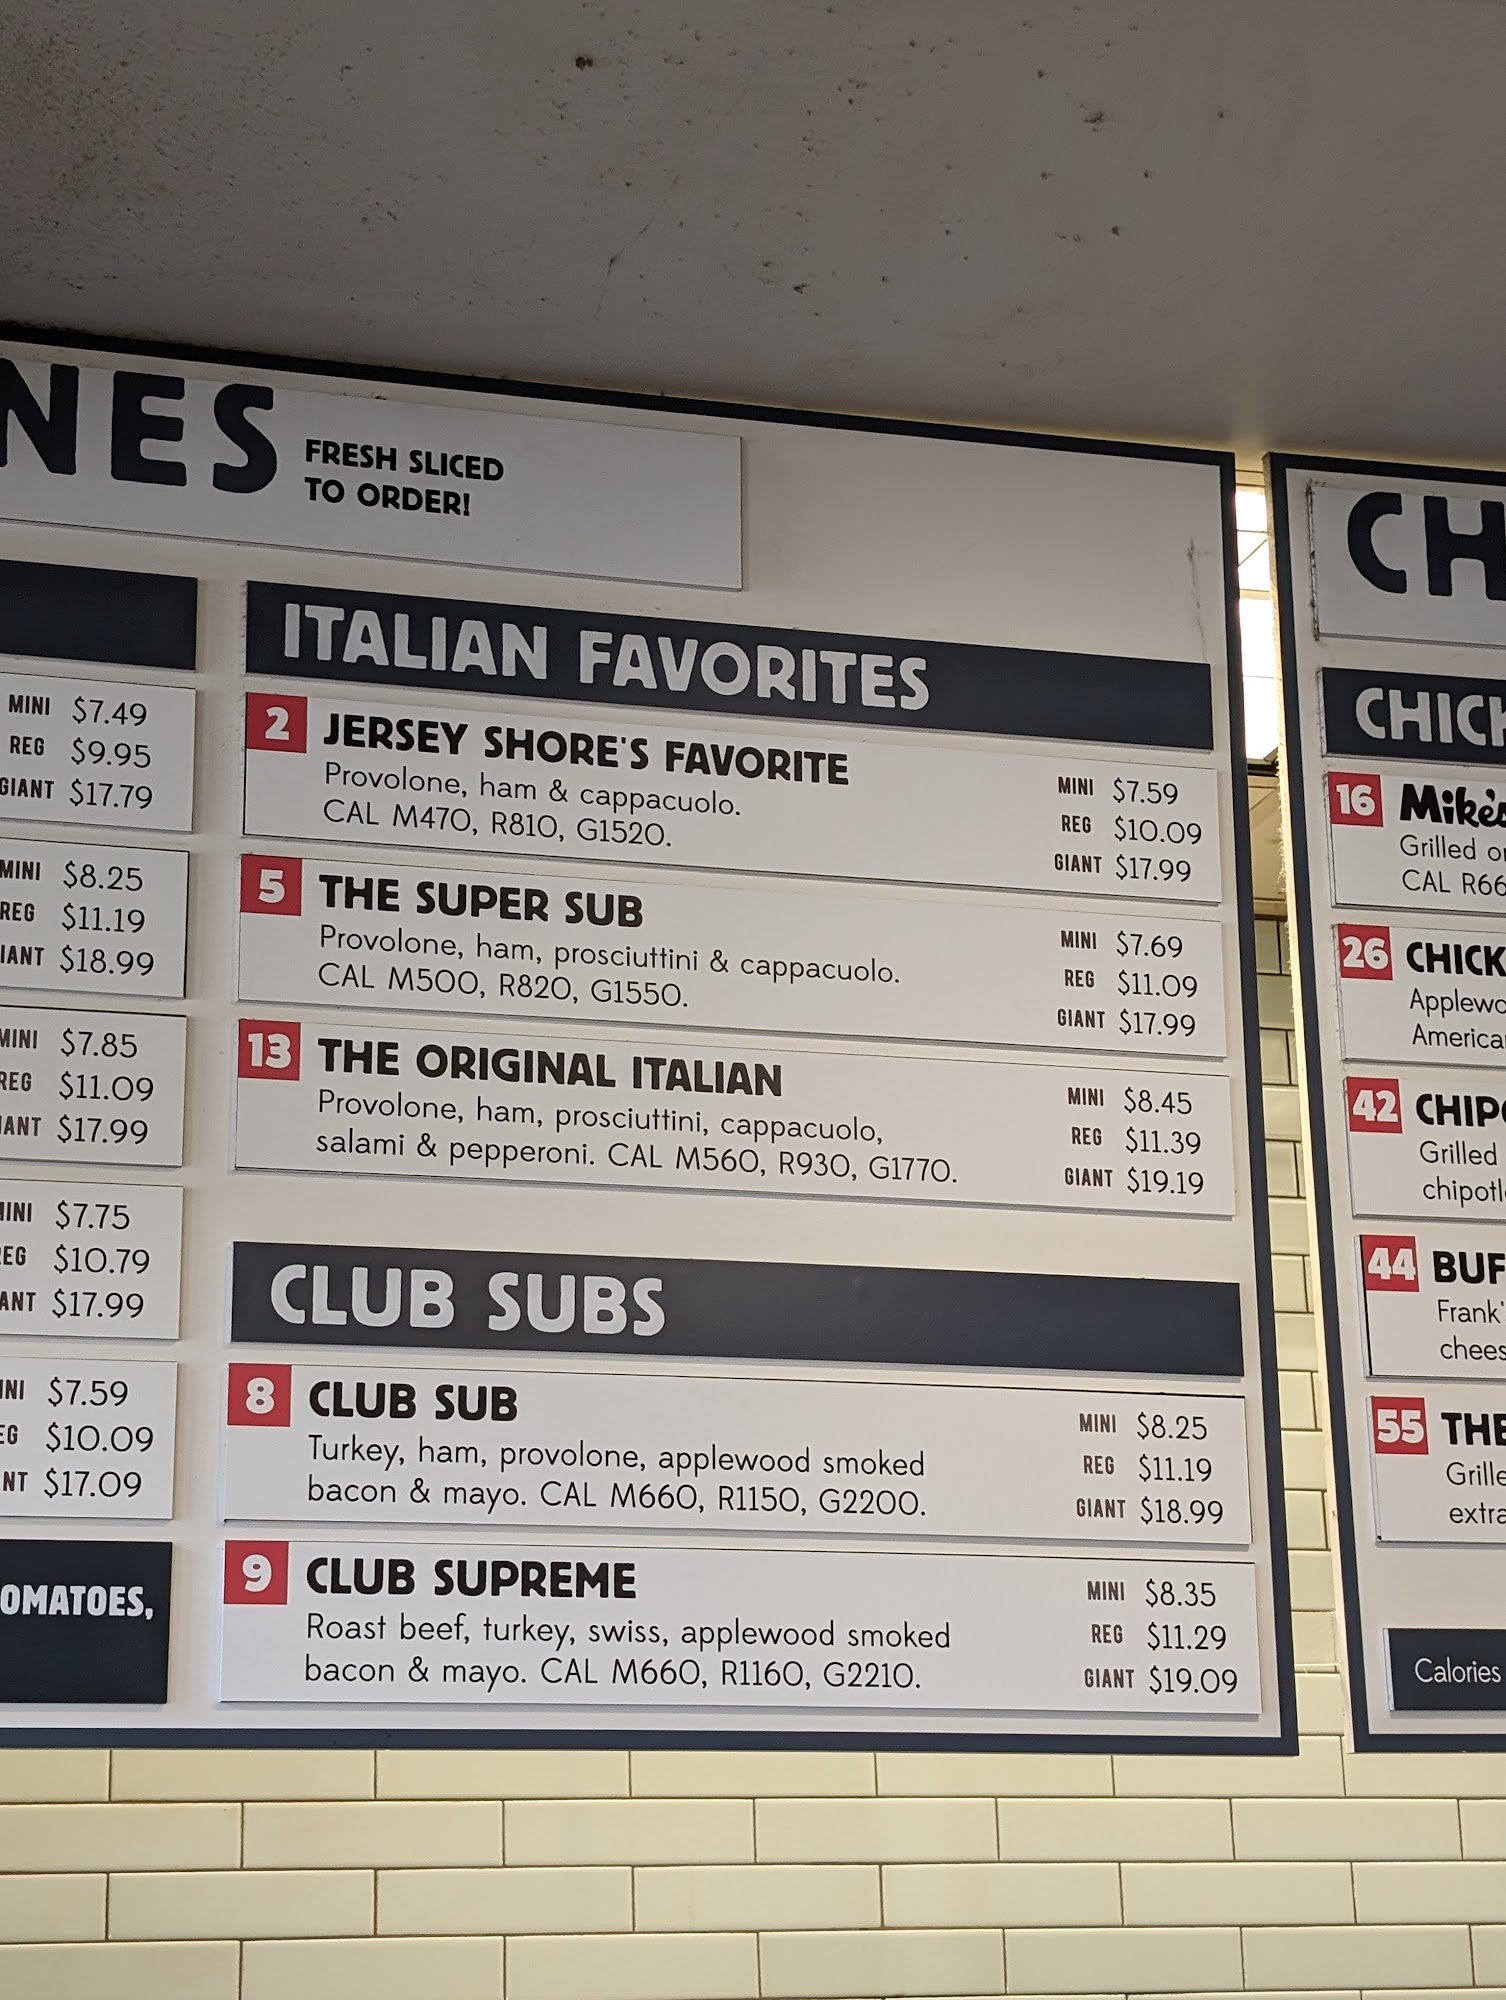 NES
FRESH SLICED
TO ORDER!
MINI $7.49
REG $9.95
GIANT $17.79
MINI $8.25
REG $11.19
IANT $18.99
MINI $7.85
REG $11.09
IANT $17.99
INI $7.75
EG $10.79
ANT $17.99
INI $7.59
EG $10.09
NT $17.09
OMATOES,
ITALIAN FAVORITES
2 JERSEY SHORE'S FAVORITE
Provolone, ham & cappacuolo.
CAL M470, R810, G1520.
MINI $7.59
REG $10.09
GIANT $17.99
5 THE SUPER SUB
Provolone, ham, prosciuttini & cappacuolo.
CAL M500, R820, G1550.
MINI $7.69
REG $11.09
GIANT $17.99
13 THE ORIGINAL ITALIAN
Provolone, ham, prosciuttini, cappacuolo,
salami & pepperoni. CAL M560, R930, G1770.
MINI $8.45
REG $11.39
GIANT $19.19
CLUB SUBS
8 CLUB SUB
Turkey, ham, provolone, applewood smoked
bacon & mayo. CAL M660, R1150, G2200.
MINI $8.25
REG $11.19
GIANT $18.99
9 CLUB SUPREME
Roast beef, turkey, swiss, applewood smoked
bacon & mayo. CAL M660, R1160, G2210.
MINI $8.35
REG $11.29
GIANT $19.09
CH
CHICK
16 Mike's
Grilled o
CAL R66
26 CHICK
Applewo
America
42 CHIPO
Grilled
chipotl
44 BUF
Frank'
chees
55 THE
Grille
extra
Calories